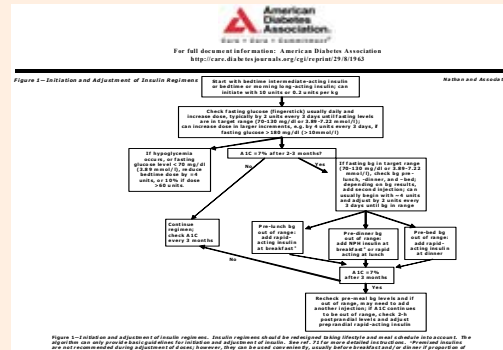 American
Diabetes
Association.
Cure • Care • Commitment®
For full document information: American Diabetes Association
http://care.diabetesjournals.org/cgi/reprint/29/8/1963
Figure 1—Initiation and Adjustment of Insulin Regimens
Nathan and Associat
Start with bedtime intermediate-acting insulin
or bedtime or morning long-acting insulin; can
initiate with 10 units or 0.2 units per kg
Check fasting glucose (fingerstick) usually daily and
increase dose, typically by 2 units every 3 days until fasting levels
are in target range (70-130 mg/dl or 3.89-7.22 mmol/l);
can increase dose in larger increments, e.g. by 4 units every 3 days, if
fasting glucose >180 mg/dl (>10mmol/l)
If hypoglycemia
occurs, or fasting
glucose level <70 mg/dl
(3.89 mmol/l), reduce
bedtime dose by ≥4
units, or 10% if dose
>60 units
A1C ≥7% after 2-3 months?
No
Yes
If fasting bg in target range
(70-130 mg/dl or 3.89-7.22
mmol/l), check bg pre-
lunch, -dinner, and -bed;
depending on bg results,
add second injection; can
usually begin with ~4 units
and adjust by 2 units every
3 days until bg in range
Continue
regimen;
check A1C
every 3 months
Pre-lunch bg
out of range:
add rapid-
acting insulin
at breakfast*
Pre-dinner bg
out of range:
add NPH insulin at
breakfast* or rapid
acting at lunch
Pre-bed bg
out of range:
add rapid-
acting insulin
at dinner
No
A1C ≥7%
after 3 months
Yes
Recheck pre-meal bg levels and if
out of range, may need to add
another injection; if A1C continues
to be out of range, check 2-h
postprandial levels and adjust
preprandial rapid-acting insulin
Figure 1—Initiation and adjustment of insulin regimens. Insulin regimens should be redesigned taking lifestyle and meal schedule into account. The
algorithm can only provide basic guidelines for initiation and adjustment of insulin. See ref. 71 for more detailed instructions. *Premixed insulins
are not recommended during adjustment of doses; however, they can be used conveniently, usually before breakfast and/or dinner if proportion of